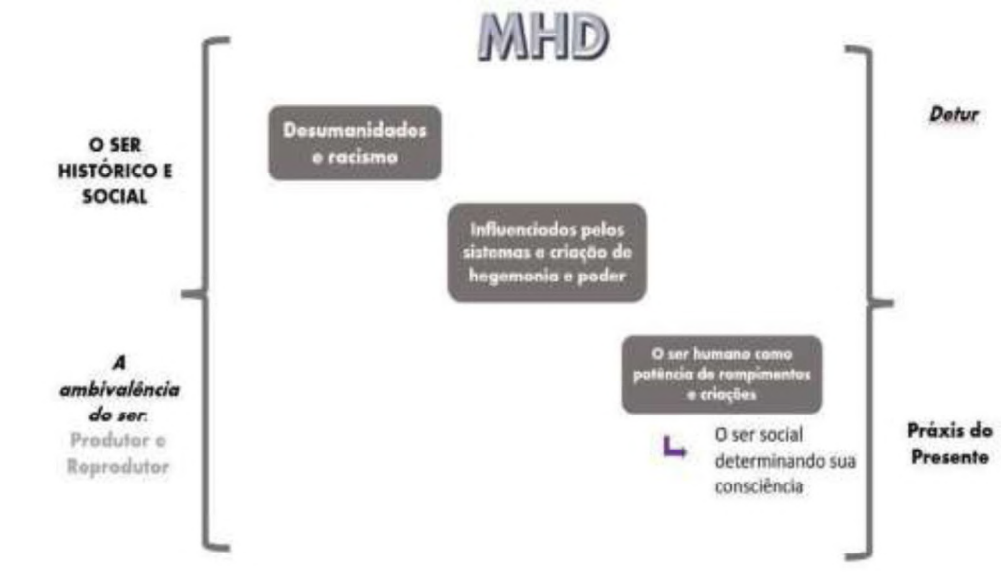 MHD
O SER
HISTÓRICO E
SOCIAL
A
ambivalência
do ser:
Produtor e
Reprodutor
Desumanidades
e racismo
Influenciados pelos
sistemas e criação de
hegemonia e poder
O ser humano como
potência de rompimentos
e criações
O ser social
determinando sua
consciência
Detur
Práxis do
Presente